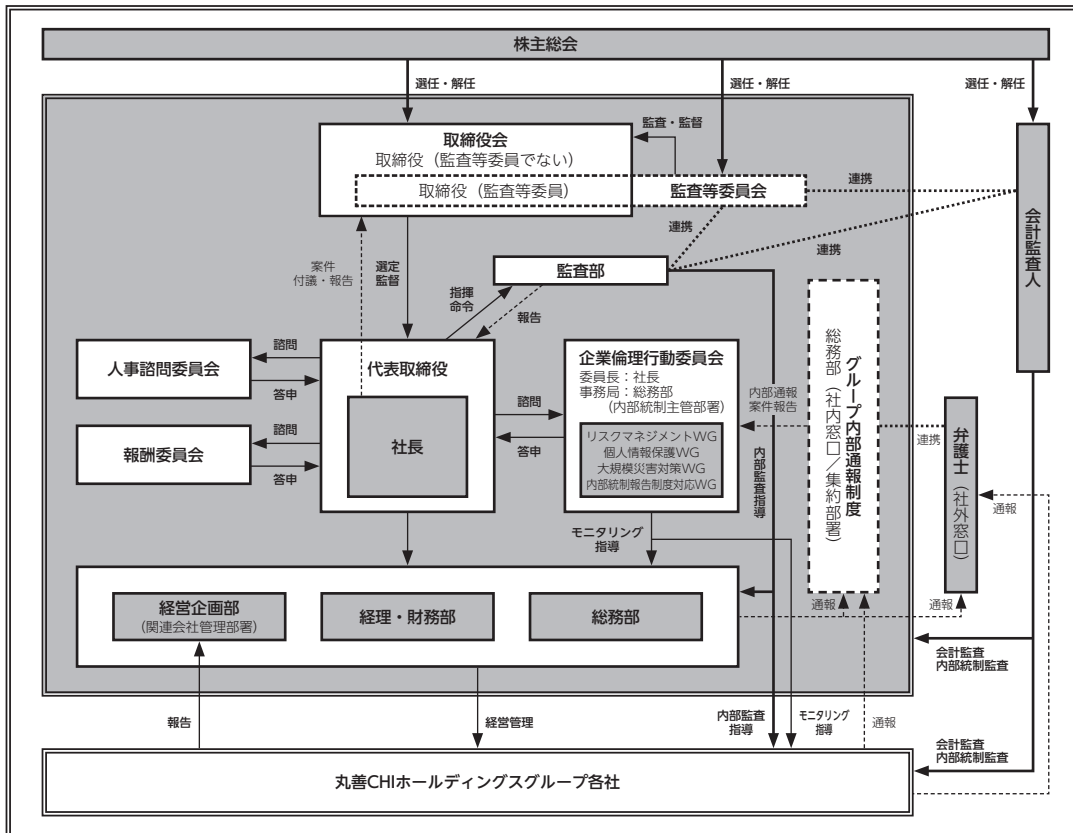 株主総会
選任・解任
選任・解任
選任・解任
取締役会
取締役（監査等委員でない）
取締役（監査等委員）
監査・監督
監査等委員会
連携
連携
連携
会計監査人
監査部
案件
付議・報告
選定
監督
指揮
命令
報告
人事諮問委員会
諮問
答申
報酬委員会
諮問
答申
代表取締役
社長
諮問
答申
企業倫理行動委員会
委員長：社長
事務局：総務部
（内部統制主管部署）
リスクマネジメントWG
個人情報保護WG
大規模災害対策WG
内部統制報告制度対応WG
内部通報
案件報告
内部監査指導
グループ内部通報制度
総務部（社内窓口／集約部署）
連携
弁護士（社外窓口）
通報
モニタリング
指導
経営企画部
（関連会社管理部署）
経理・財務部
総務部
通報
通報
会計監査
内部統制監査
報告
経営管理
内部監査
指導
モニタリング
指導
通報
会計監査
内部統制監査
丸善CHIホールディングスグループ各社